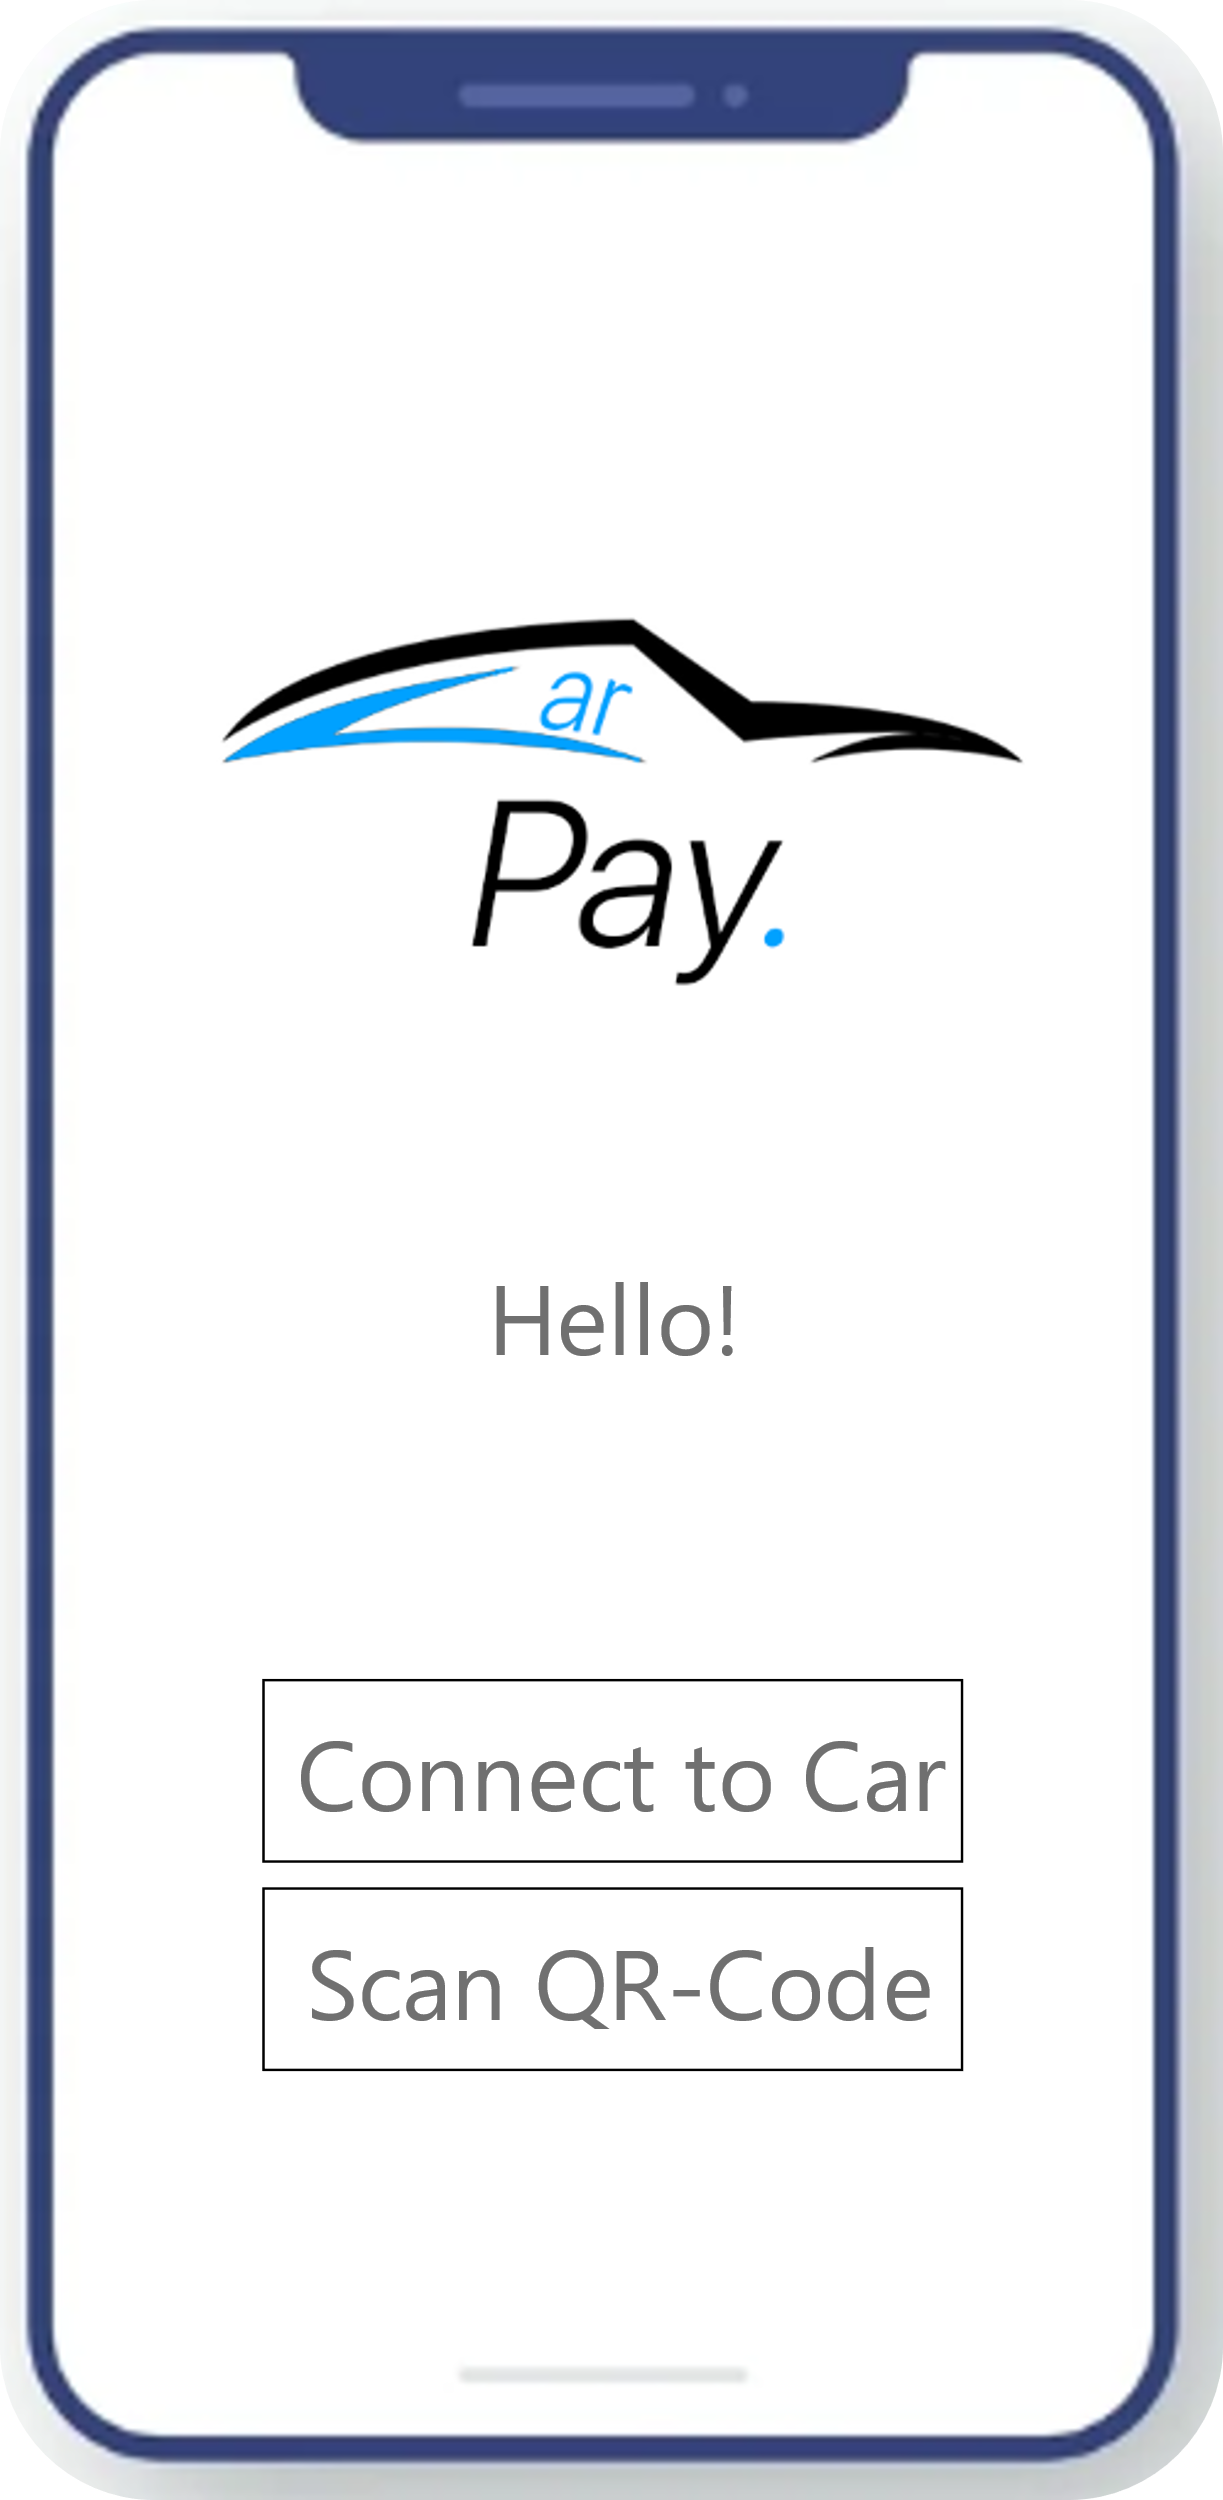 ar
Pay.
Hello!
Connect to Car
Scan QR-Code